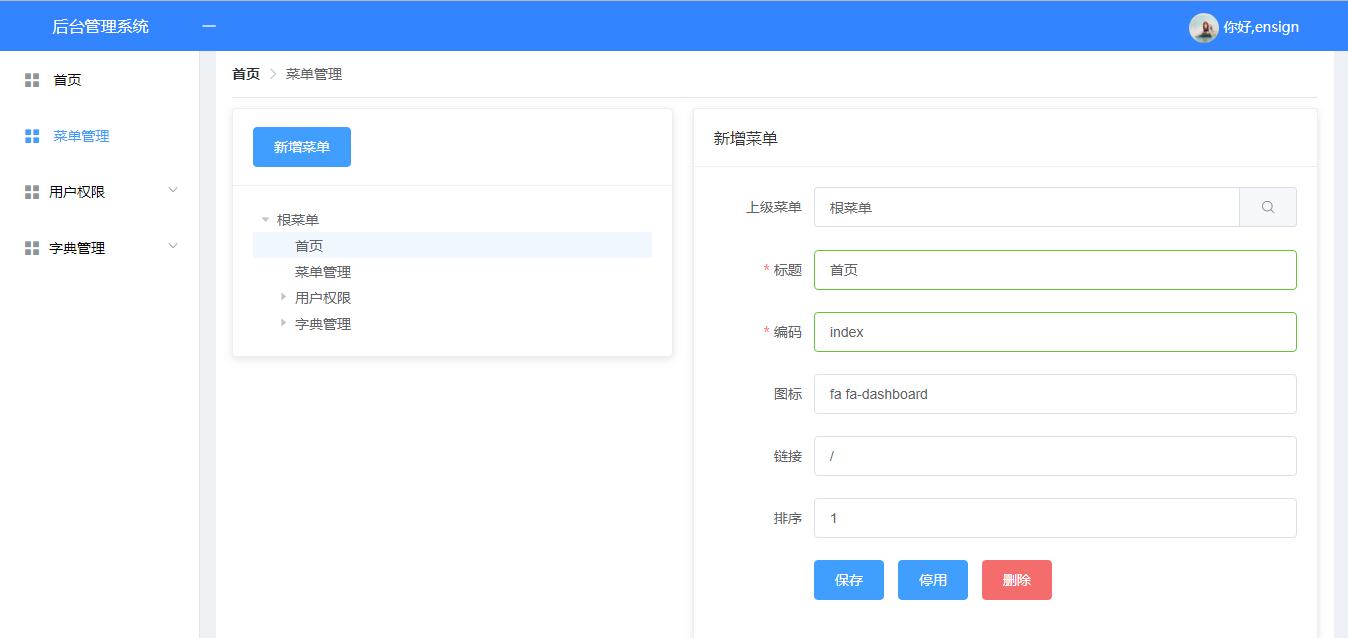 后台管理系统
你好,ensign
首页
菜单管理
用户权限
字典管理
首页 > 菜单管理
新增菜单
根菜单
首页
菜单管理
用户权限
字典管理
新增菜单
上级菜单 根菜单
* 标题 首页
* 编码 index
图标 fa fa-dashboard
链接 /
排序 1
保存 停用 删除